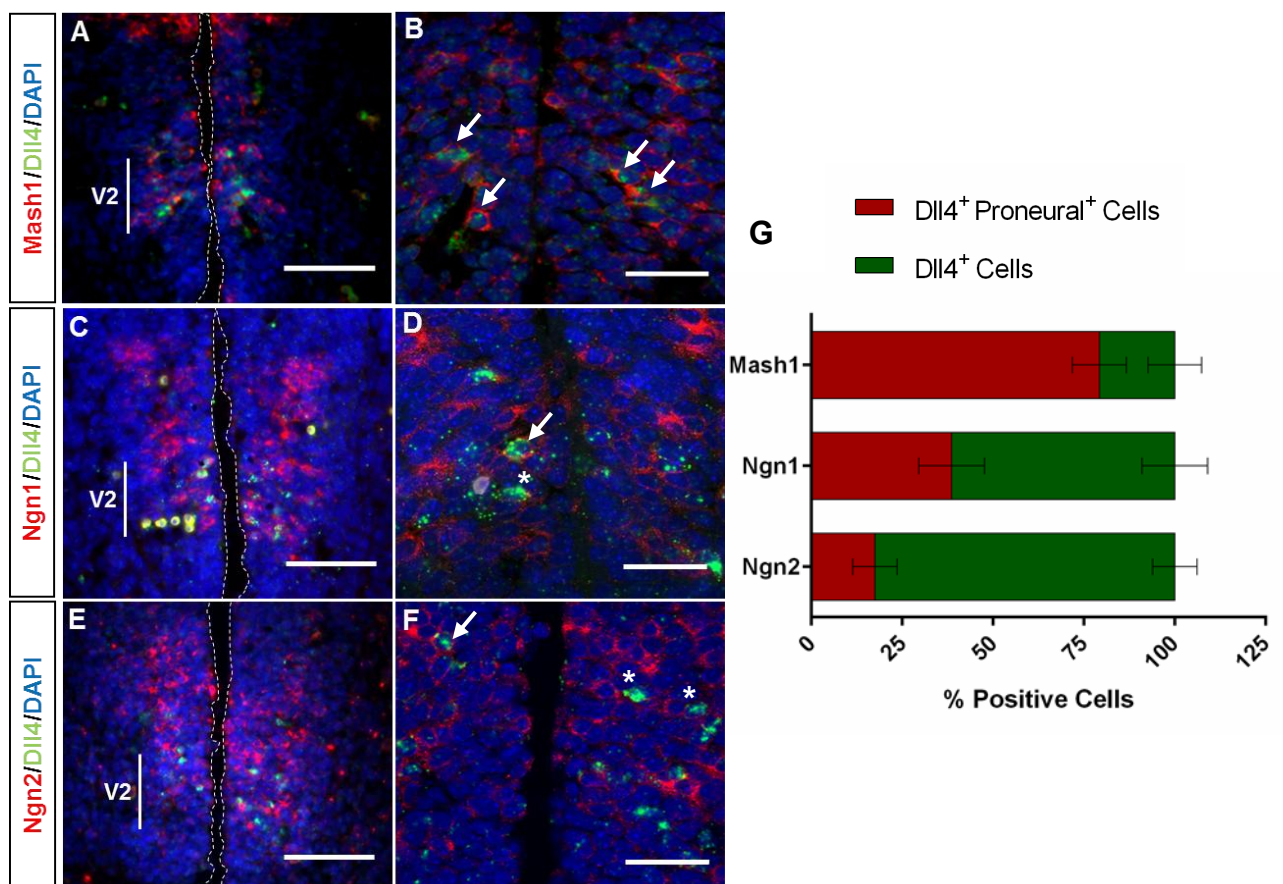 Mash1/Dll4/DAPI
A
V2
B
Ngn1/Dll4/DAPI
C
V2
D
*
Ngn2/Dll4/DAPI
E
V2
F
*
*
G
Dll4+ Proneural+ Cells
Dll4+ Cells
Mash1
Ngn1
Ngn2
0
25
50
75
100
125
% Positive Cells